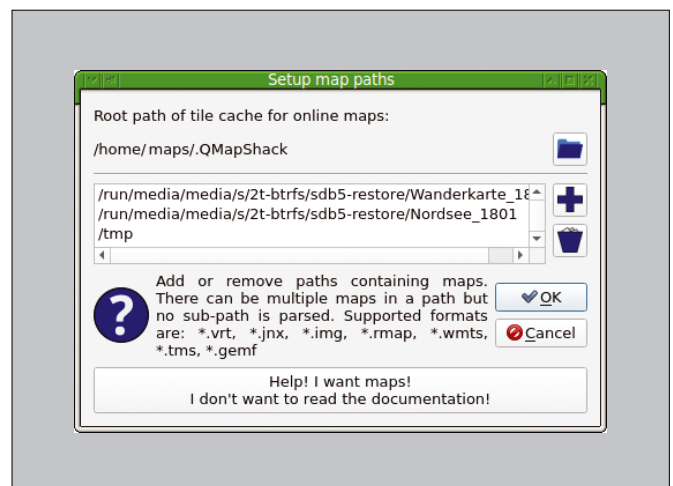 Setup map paths
Root path of tile cache for online maps:
/home/maps/.QMapShack
/run/media/media/s/2t-btrfs/sdb5-restore/Wanderkarte_18
/run/media/media/s/2t-btrfs/sdb5-restore/Nordsee_1801
/tmp
Add or remove paths containing maps.
There can be multiple maps in a path but
no sub-path is parsed. Supported formats
are: *.vrt, *.jnx, *.img, *.rmap, *.wmts,
*.tms, *.gemf
OK
Cancel
Help! I want maps!
I don't want to read the documentation!